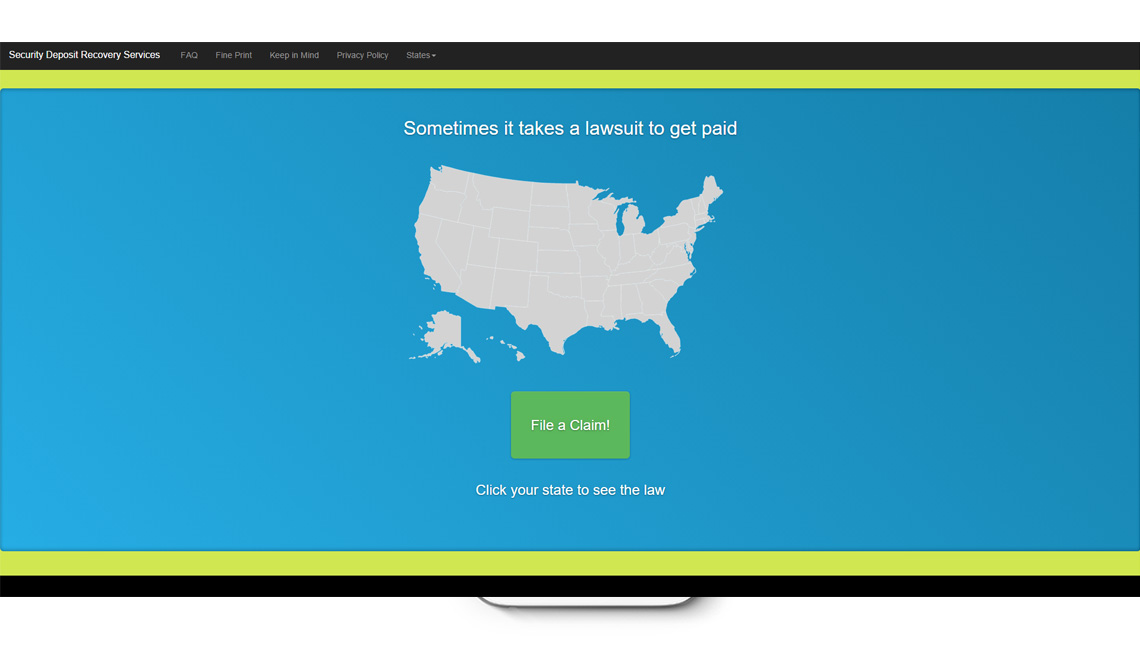 Security Deposit Recovery Services FAQ Fine Print Keep in Mind Privacy Policy States
Sometimes it takes a lawsuit to get paid
File a Claim!
Click your state to see the law